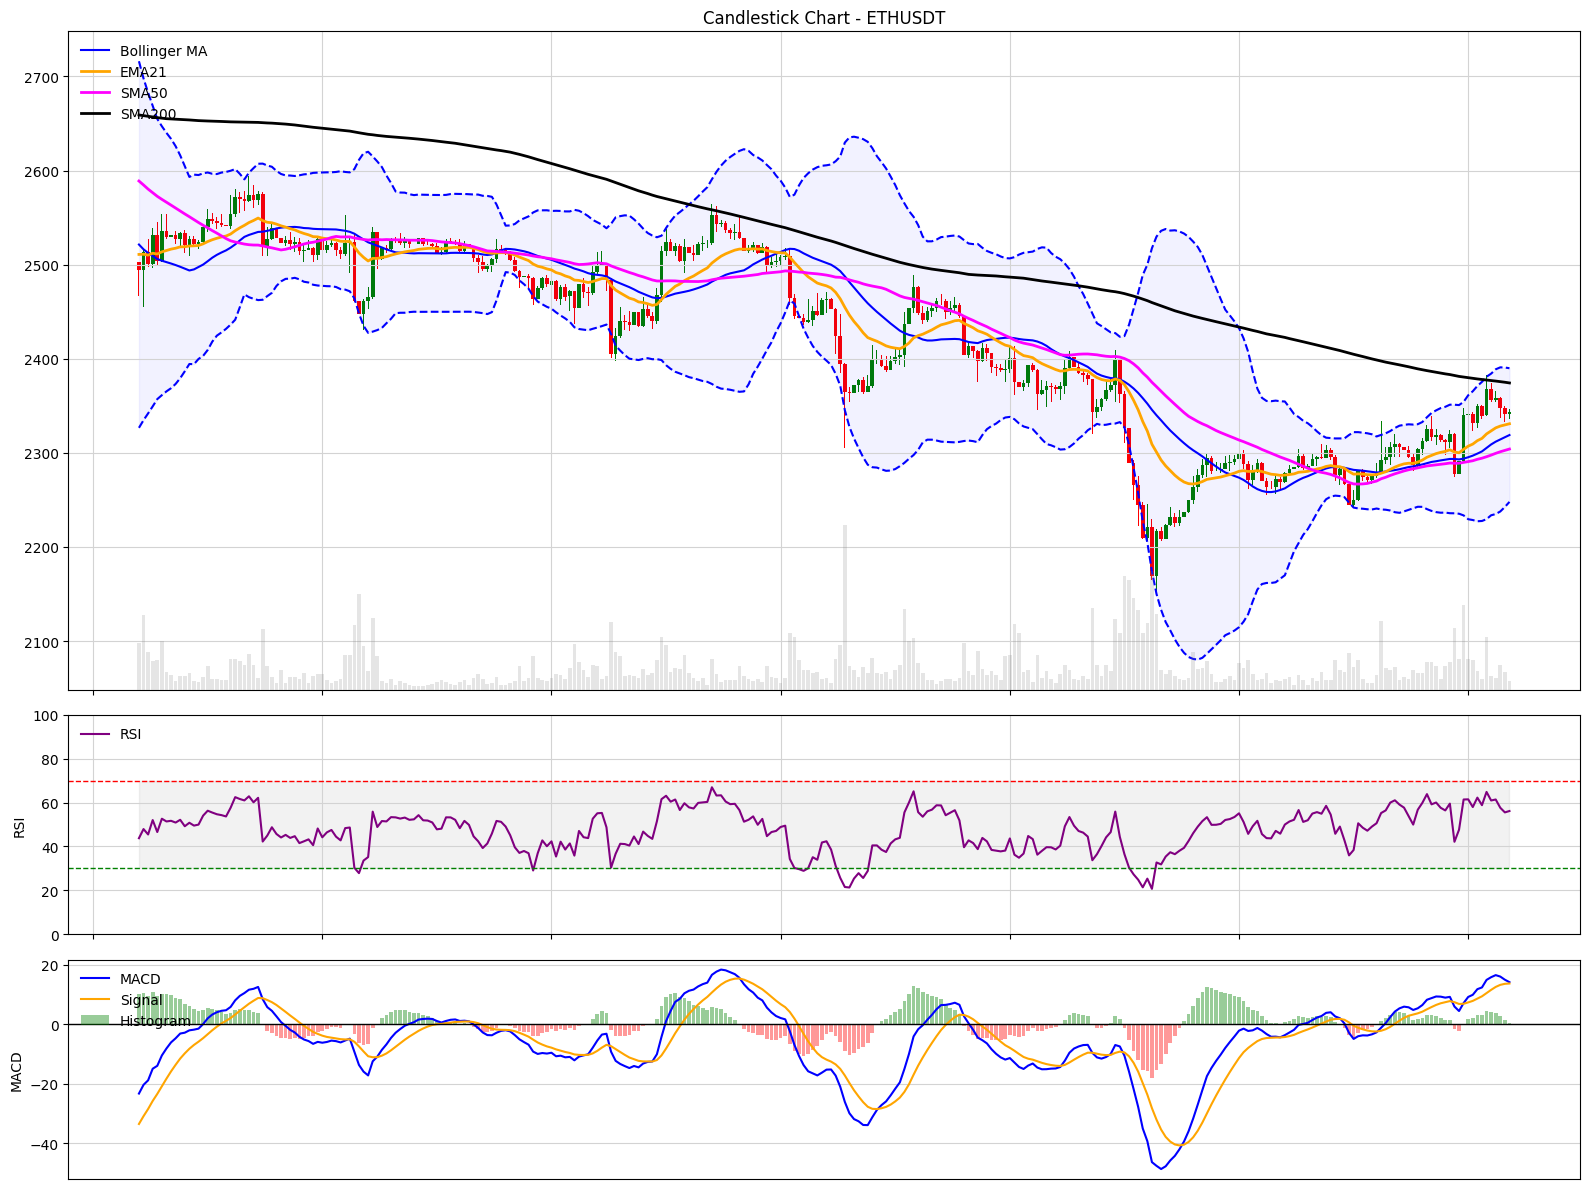 Candlestick Chart - ETHUSDT
Bollinger MA
EMA21
SMA50
SMA200
2700
2600
2500
2400
2300
2200
2100
RSI
RSI
100
80
60
40
20
0
MACD
Signal
Histogram
MACD
20
0
−20
−40